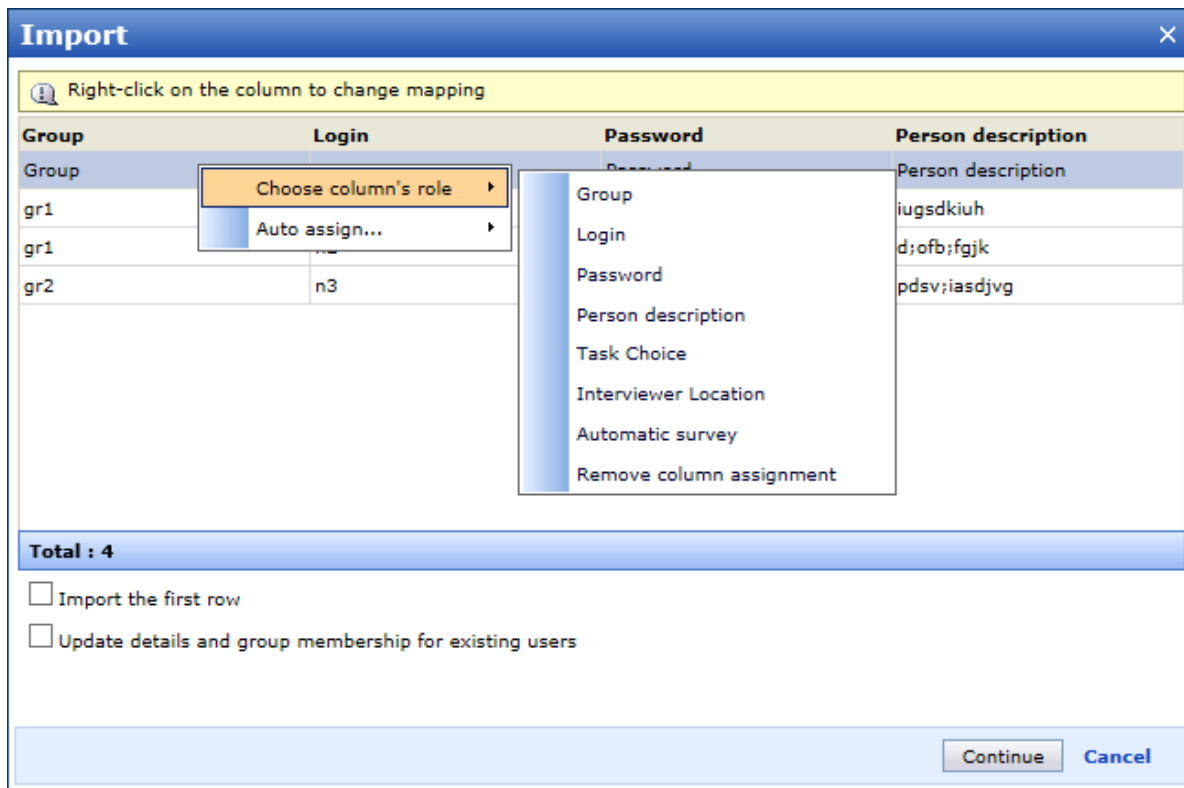 Import
Right-click on the column to change mapping
Group Login Password Person description
Group Password Person description
Choose column's role
Auto assign...
Group
Login
Password
Person description
Task Choice
Interviewer Location
Automatic survey
Remove column assignment
gr1 iugsdkiuh
gr1 d;ofb;fgjk
gr2 n3 pdsv;iasdjvg
Total : 4
Import the first row
Update details and group membership for existing users
Continue Cancel